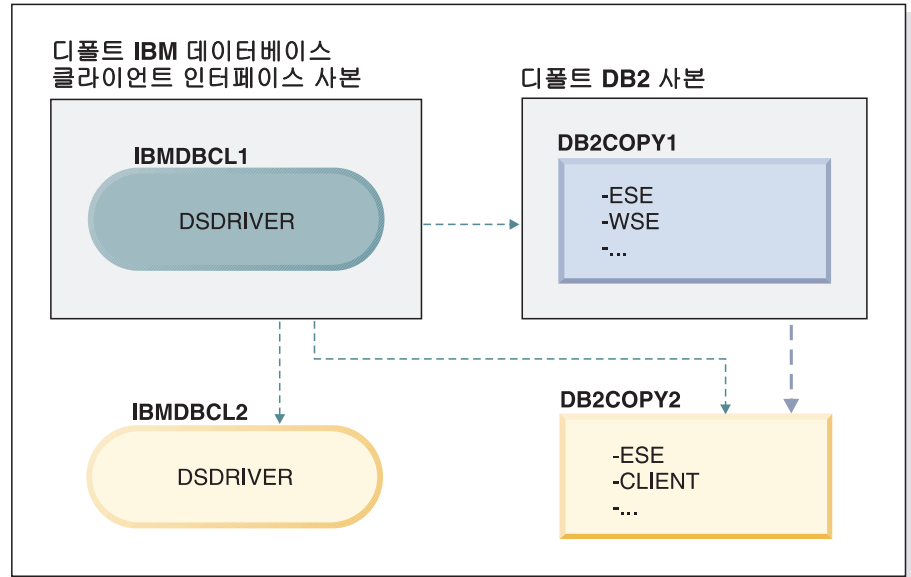 디폴트 IBM 데이터베이스
클라이언트 인터페이스 사본
IBMDBCL1
DSDRIVER
디폴트 DB2 사본
DB2COPY1
-ESE
-WSE
-...
IBMDBCL2
DSDRIVER
DB2COPY2
-ESE
-CLIENT
-...